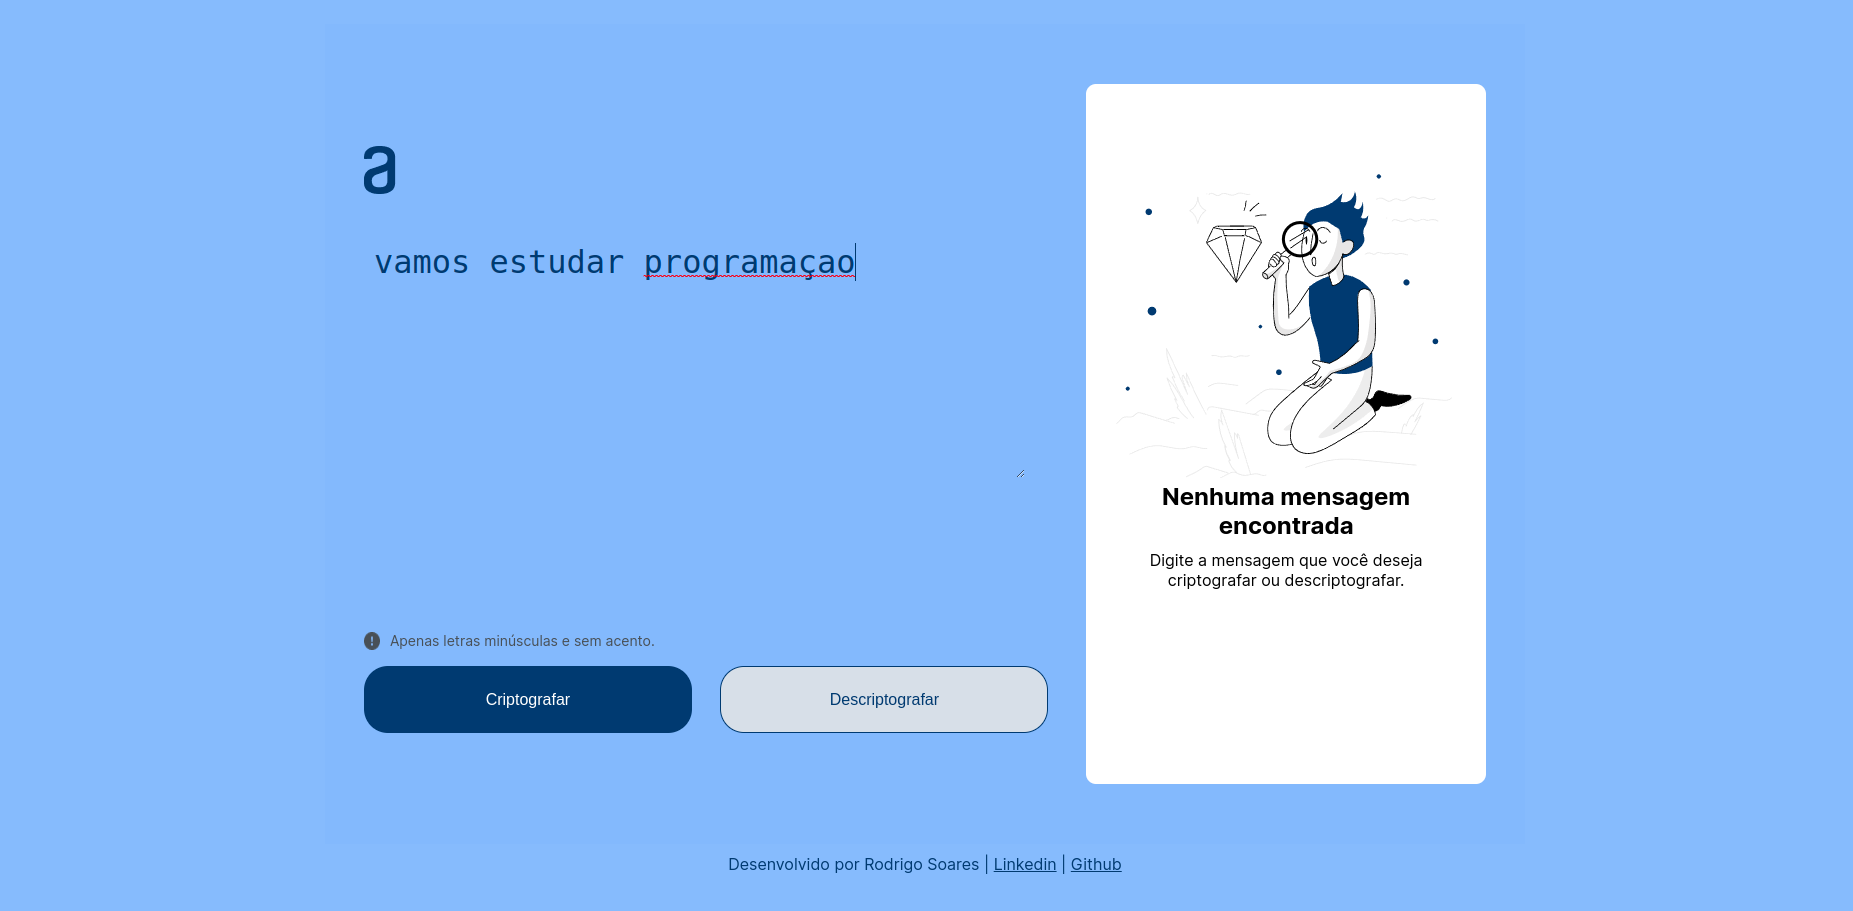 a
vamos estudar programaçao
Nenhuma mensagem
encontrada
Digite a mensagem que você deseja
criptografar ou descriptografar.
Apenas letras minúsculas e sem acento.
Criptografar
Descriptografar
Desenvolvido por Rodrigo Soares | Linkedin | Github